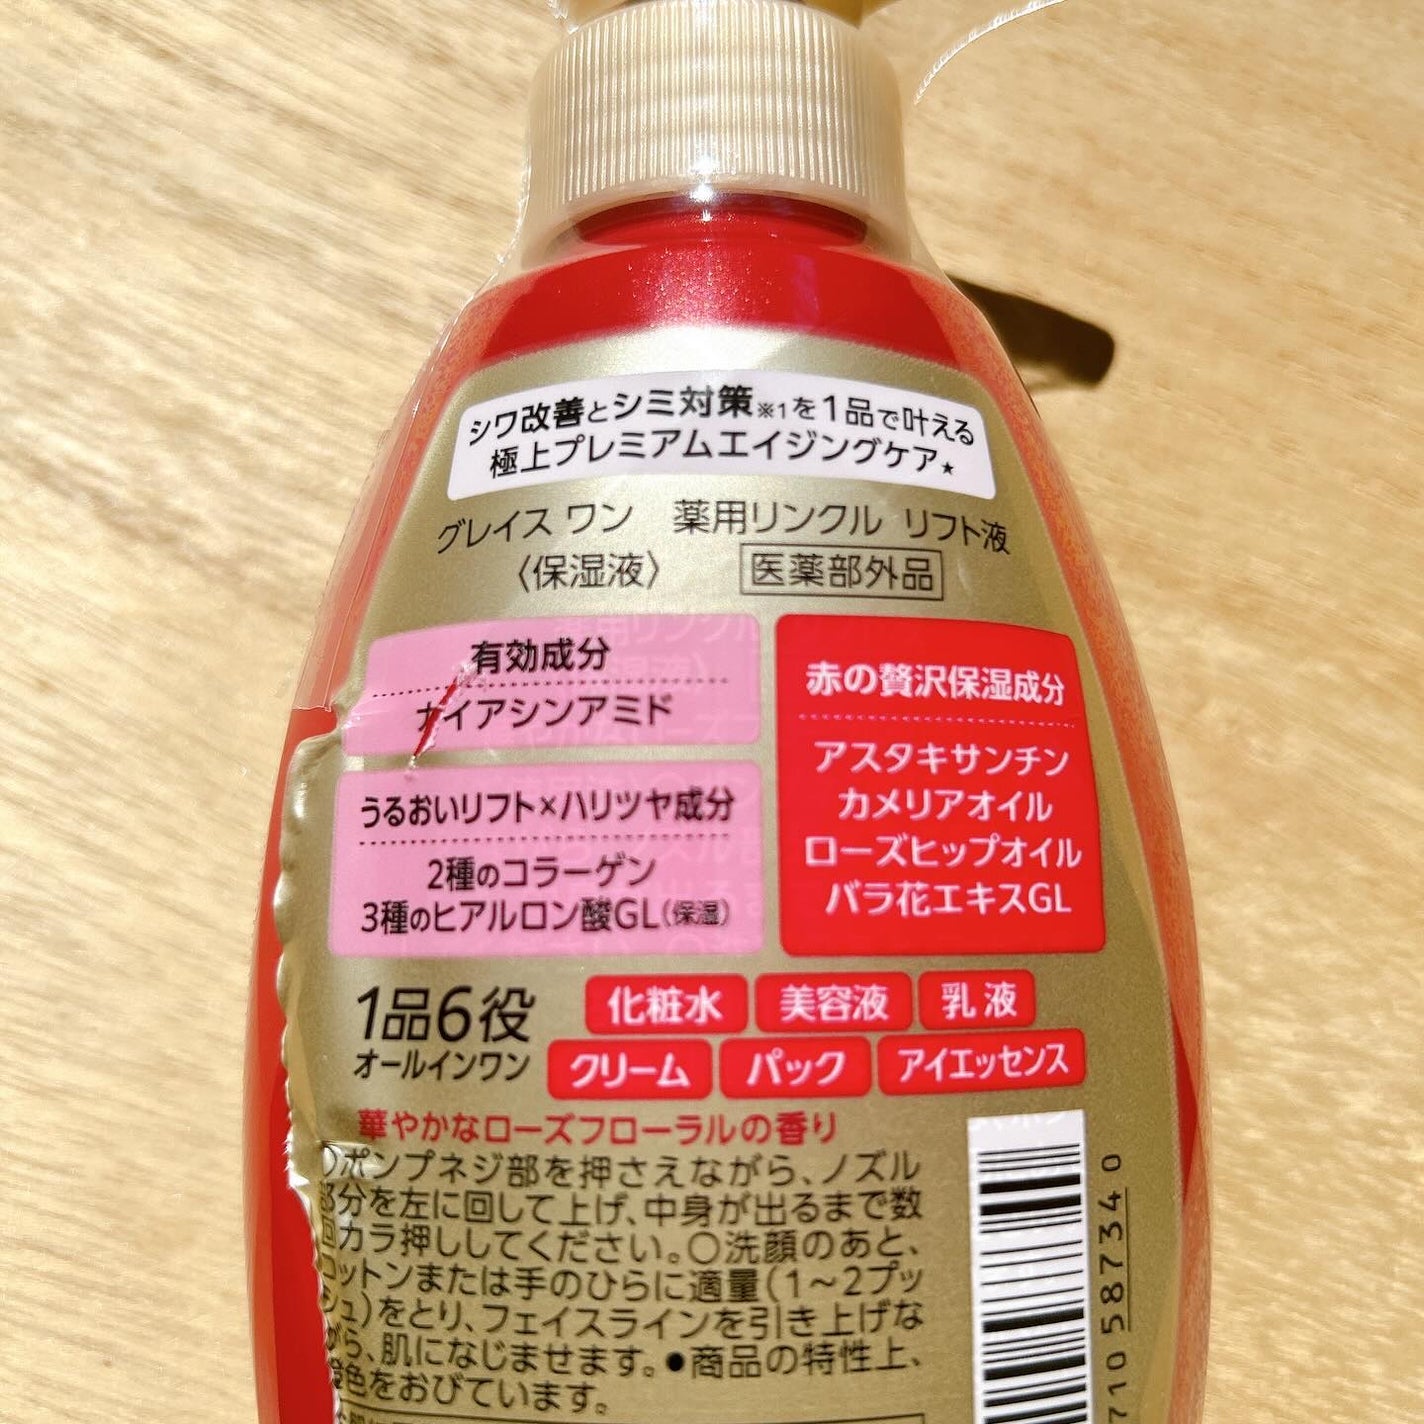 シワ改善とシミ対策※1を1品で叶える
極上プレミアムエイジングケア★
グレイス ワン 薬用リンクル リフト液
〈保湿液〉 医薬部外品
有効成分
ナイアシンアミド
うるおいリフト×ハリツヤ成分
2種のコラーゲン
3種のヒアルロン酸GL(保湿)
赤の贅沢保湿成分
アスタキサンチン
カメリアオイル
ローズヒップオイル
バラ花エキスGL
1品6役
オールインワン
化粧水 美容液 乳液
クリーム パック アイエッセンス
華やかなローズフローラルの香り
○ポンプネジ部を押さえながら、ノズル
部分を左に回して上げ、中身が出るまで数
回カラ押ししてください。○洗顔のあと、
コットンまたは手のひらに適量(1～2プッ
シュ)をとり、フェイスラインを引き上げな
がら、肌になじませます。●商品の特性上、
橙色をおびています。
710587340